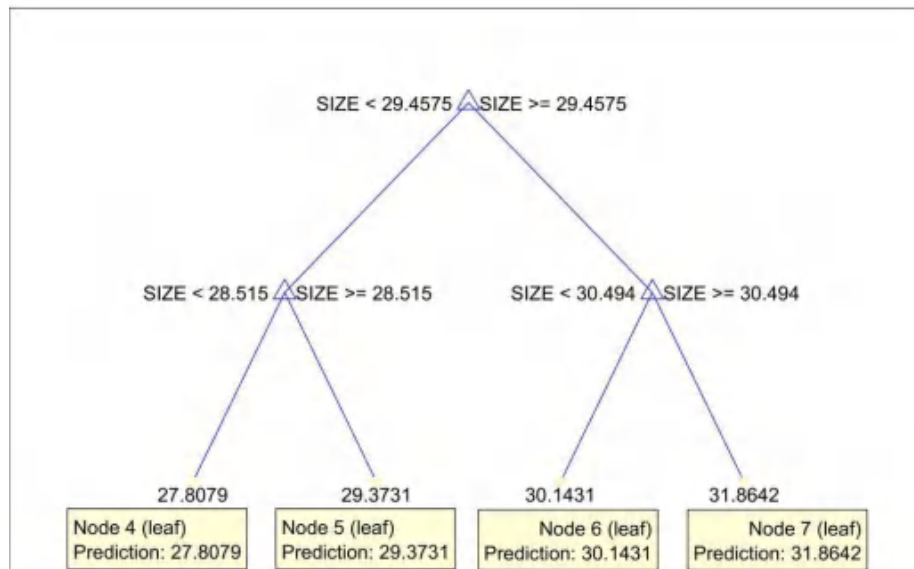 SIZE < 29.4575 SIZE >= 29.4575
SIZE < 28.515 SIZE >= 28.515 SIZE < 30.494 SIZE >= 30.494
27.8079 29.3731 30.1431 31.8642
Node 4 (leaf)
Prediction: 27.8079
Node 5 (leaf)
Prediction: 29.3731
Node 6 (leaf)
Prediction: 30.1431
Node 7 (leaf)
Prediction: 31.8642